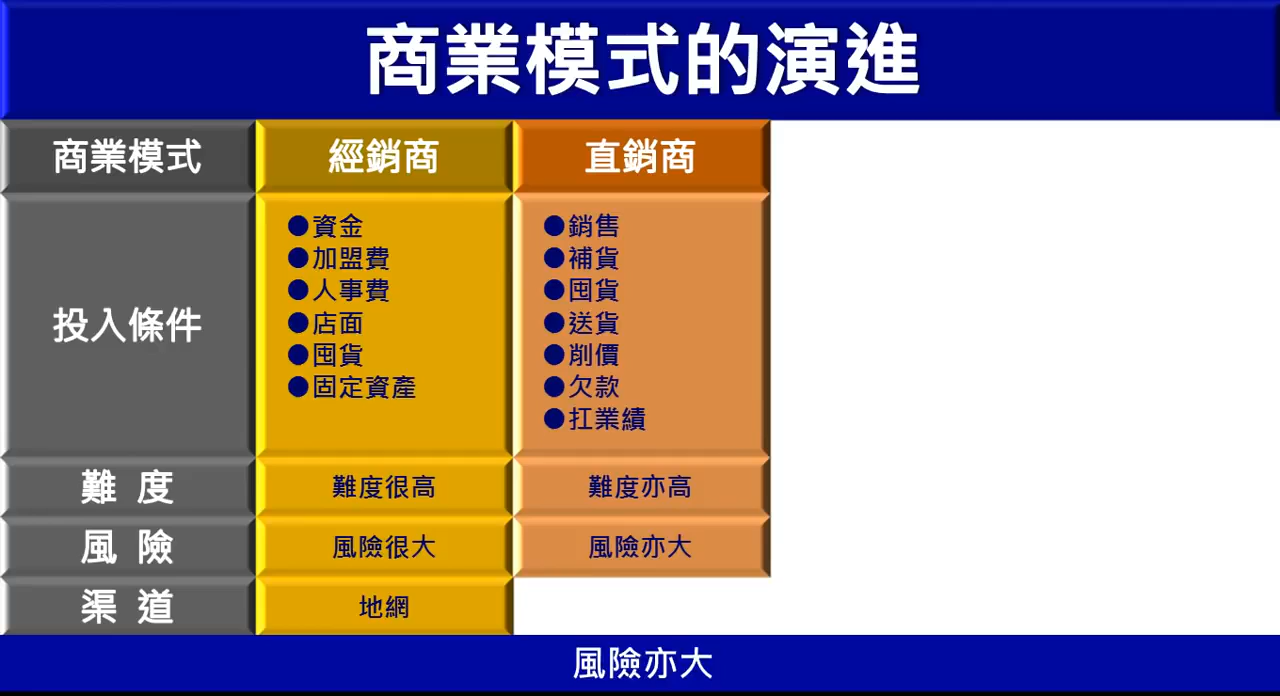 商業模式的演進
商業模式 經銷商 直銷商
投入條件
●資金
●加盟費
●人事費
●店面
●囤貨
●固定資產
●銷售
●補貨
●囤貨
●送貨
●削價
●欠款
●扛業績
難 度 難度很高 難度亦高
風 險 風險很大 風險亦大
渠 道 地網
風險亦大